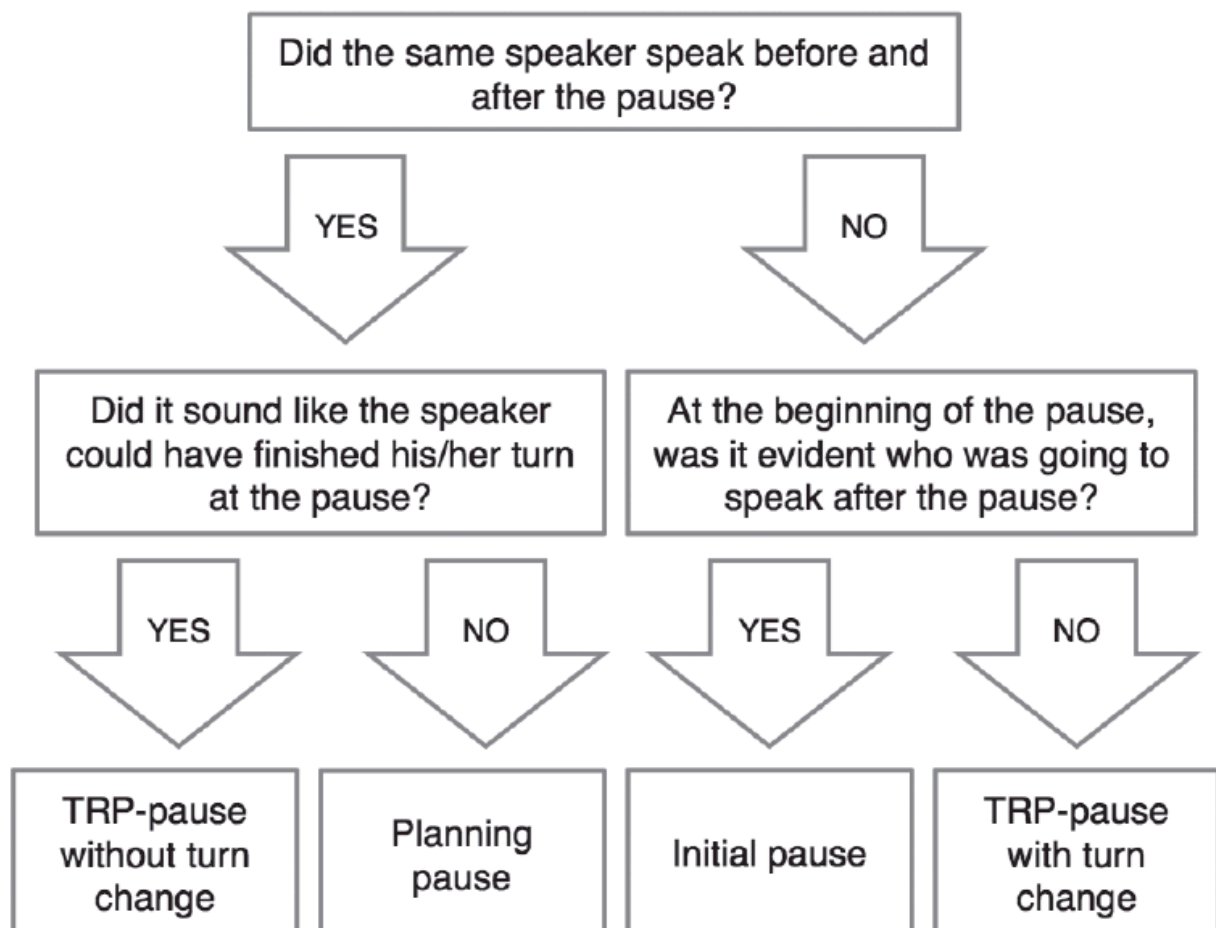 Did the same speaker speak before and
after the pause?
YES
NO
Did it sound like the speaker
could have finished his/her turn
at the pause?
At the beginning of the pause,
was it evident who was going to
speak after the pause?
YES
NO
YES
NO
TRP-pause
without turn
change
Planning
pause
Initial pause
TRP-pause
with turn
change